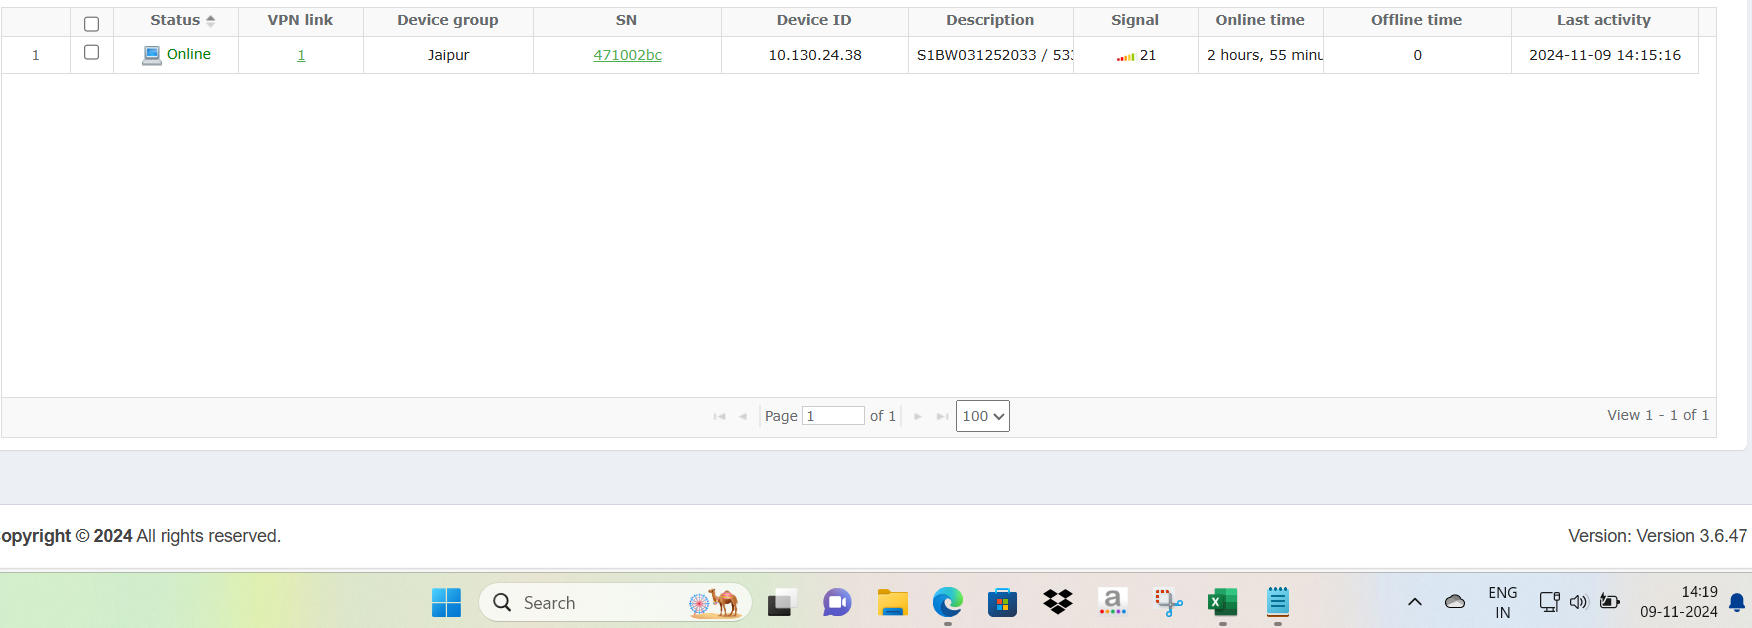 Status VPN link Device group SN Device ID Description Signal Online time Offline time Last activity
1 Online 1 Jaipur 471002bc 10.130.24.38 S1BW031252033 / 533 21 2 hours, 55 minu 0 2024-11-09 14:15:16
Page 1 of 1 100 View 1 - 1 of 1
opyright © 2024 All rights reserved. Version: Version 3.6.47
Search ENG 14:19
IN 09-11-2024